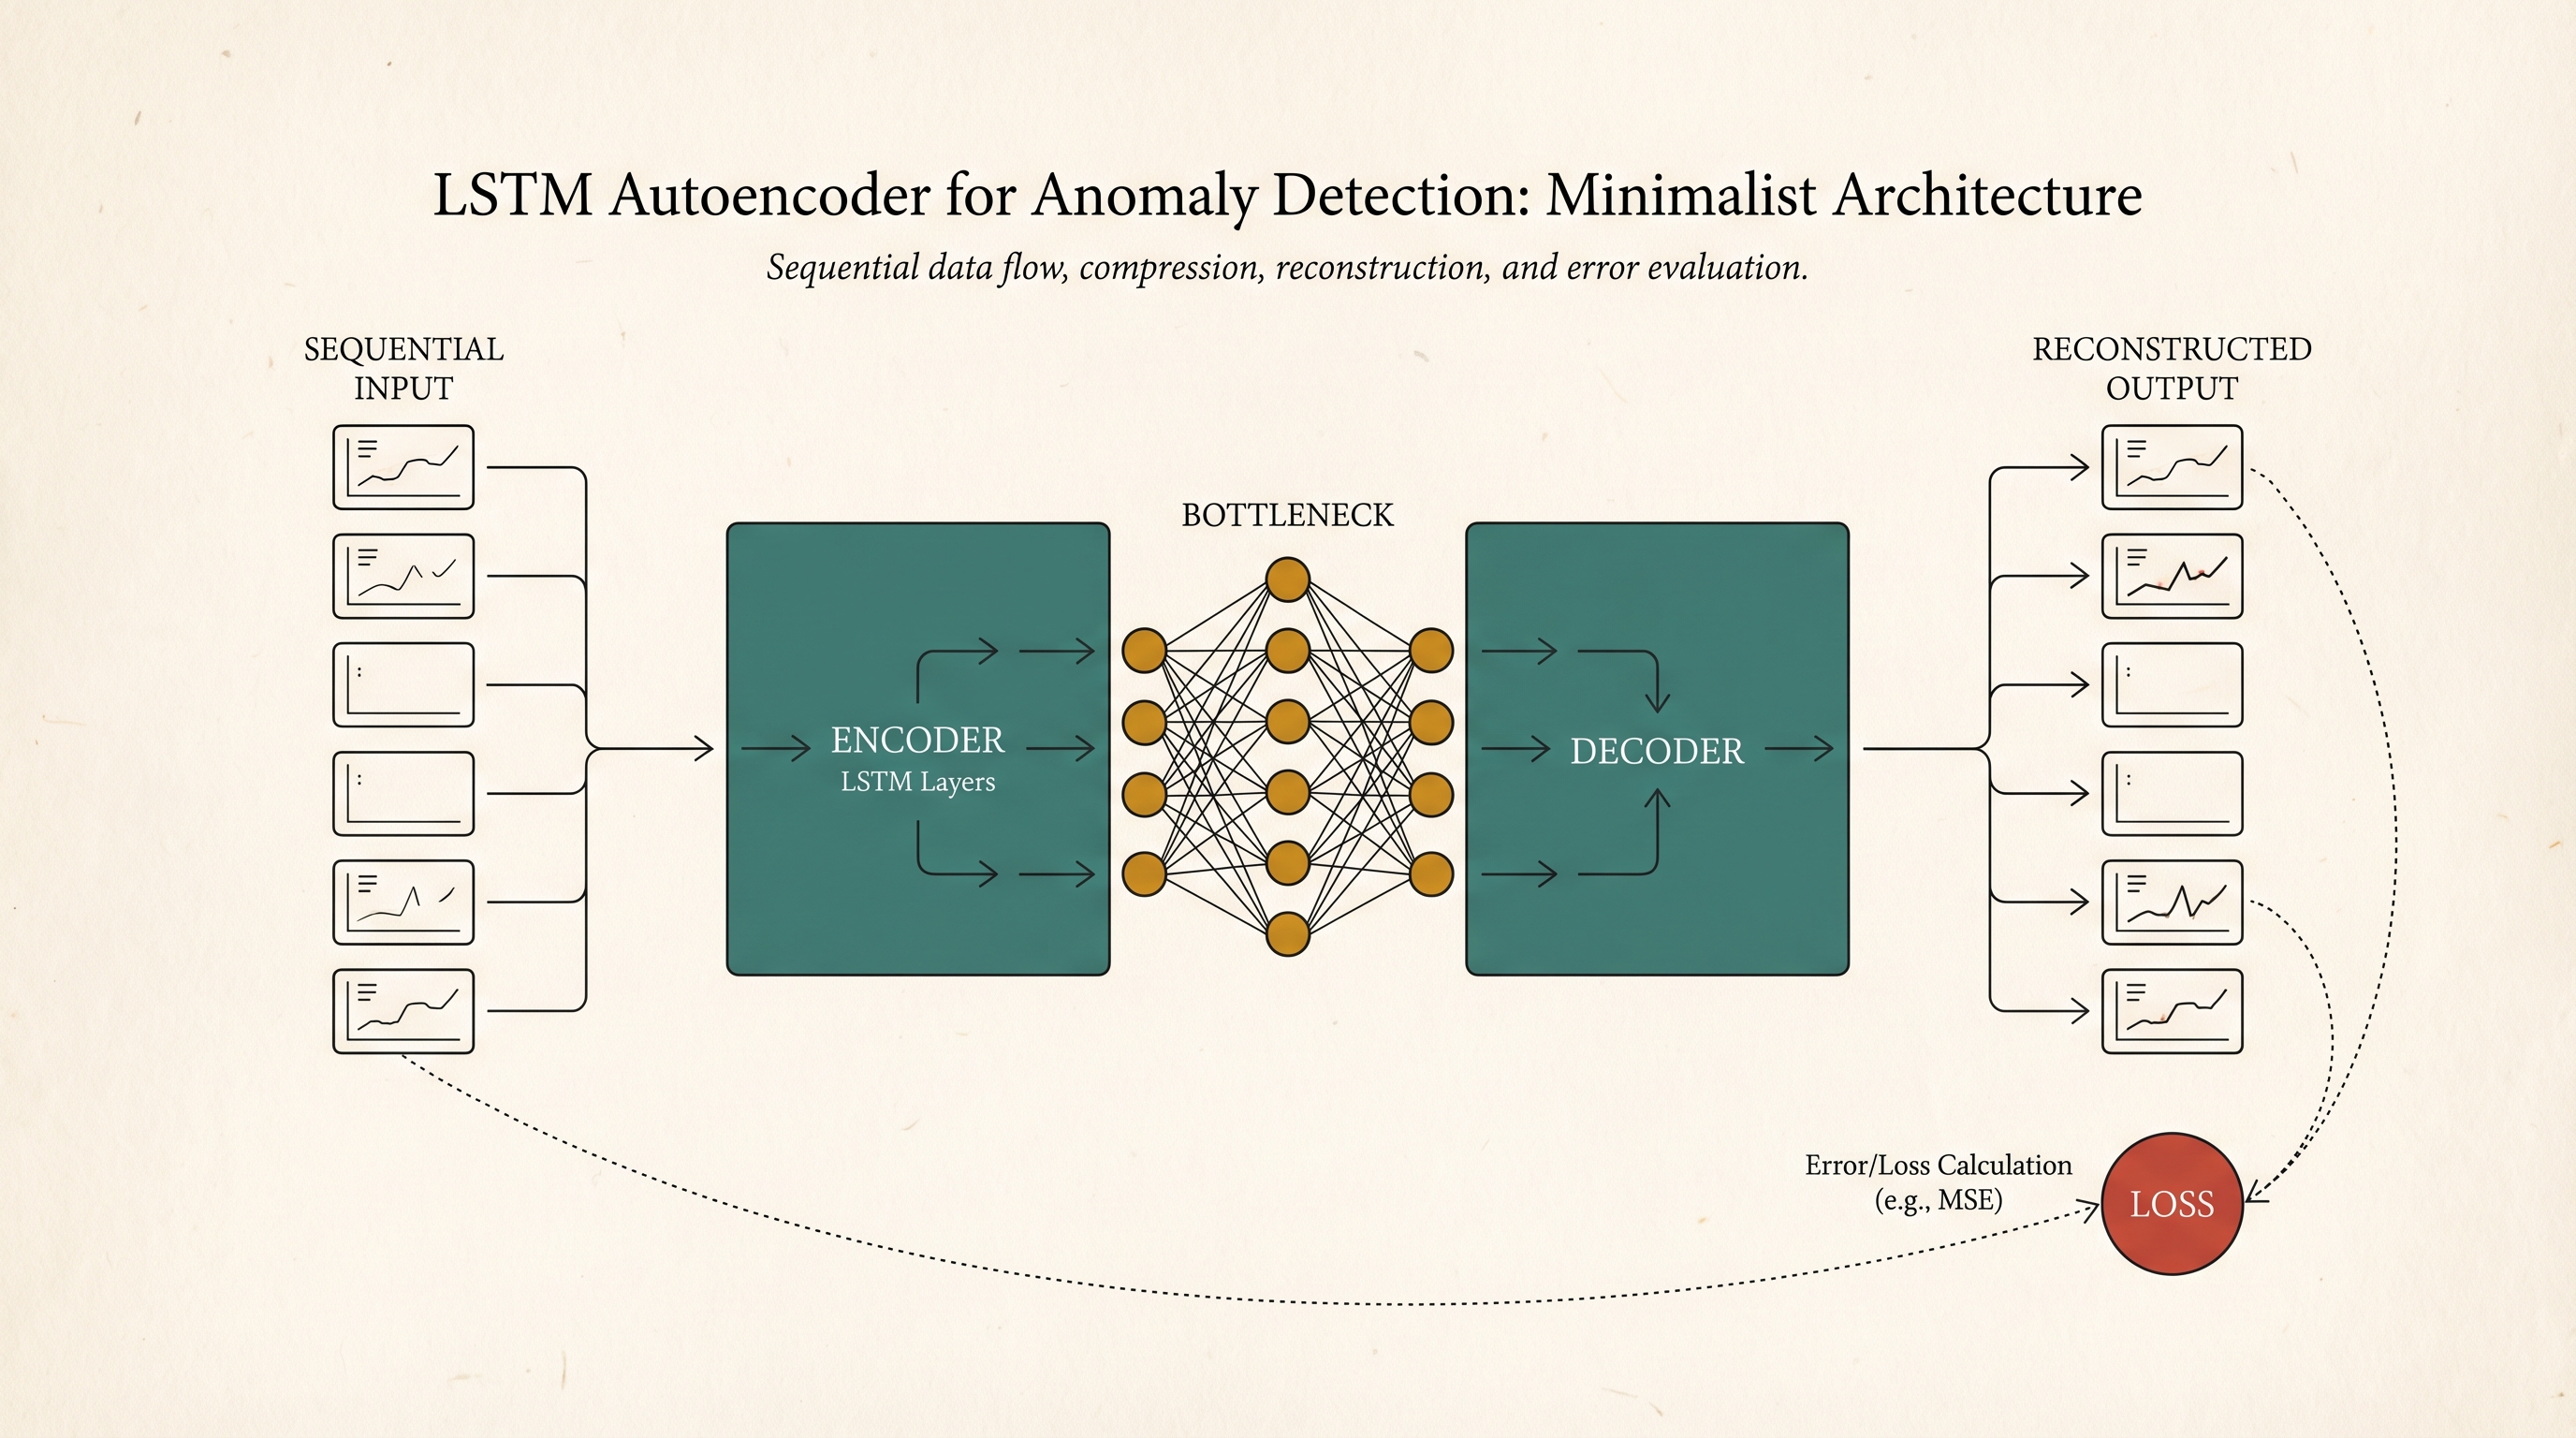 LSTM Autoencoder for Anomaly Detection: Minimalist Architecture
Sequential data flow, compression, reconstruction, and error evaluation.
SEQUENTIAL
INPUT
:
:
ENCODER
LSTM Layers
BOTTLENECK
DECODER
RECONSTRUCTED
OUTPUT
:
:
Error/Loss Calculation
(e.g., MSE)
LOSS